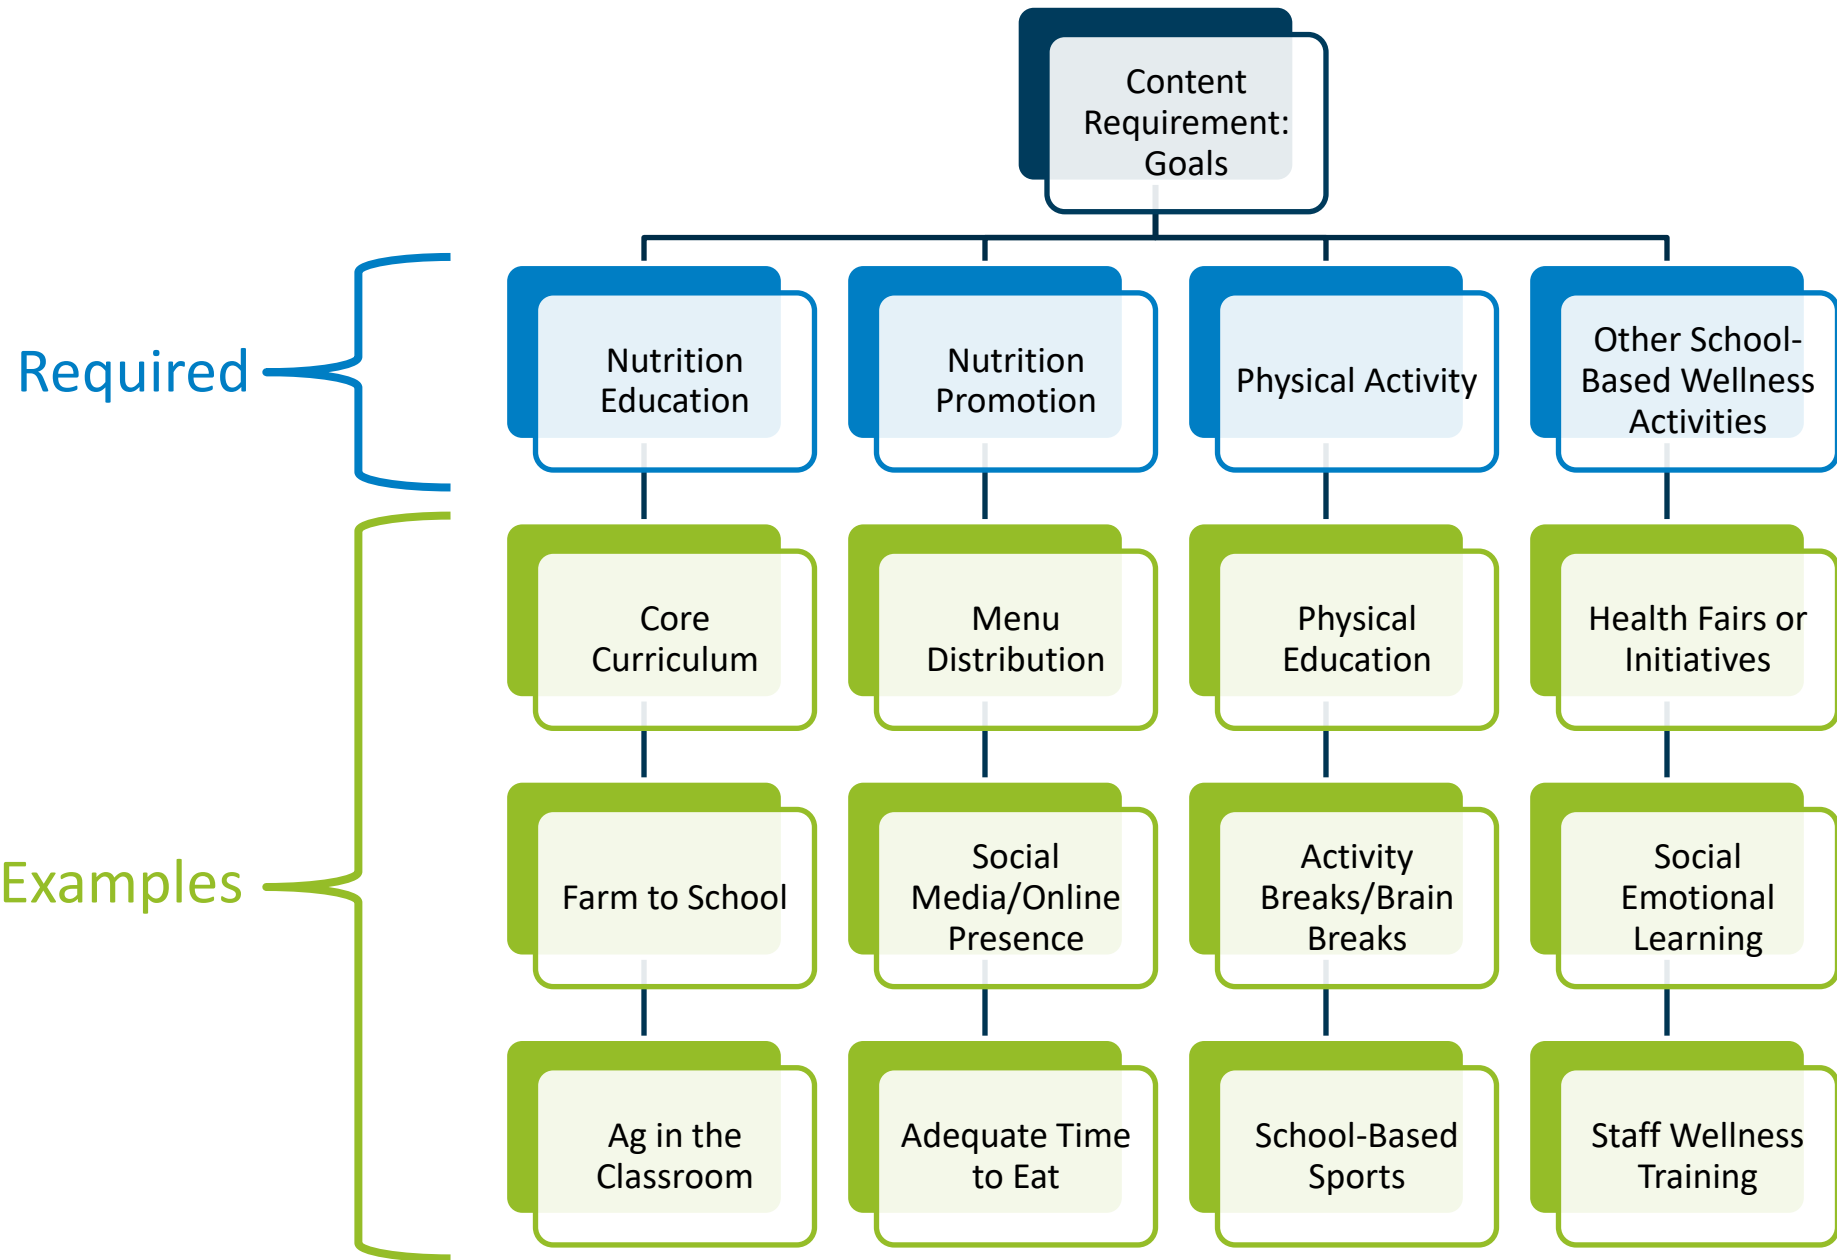 Content
Requirement:
Goals
Required
Nutrition
Education
Nutrition
Promotion
Physical Activity
Other School-
Based Wellness
Activities
Examples
Core
Curriculum
Menu
Distribution
Physical
Education
Health Fairs or
Initiatives
Farm to School
Social
Media/Online
Presence
Activity
Breaks/Brain
Breaks
Social
Emotional
Learning
Ag in the
Classroom
Adequate Time
to Eat
School-Based
Sports
Staff Wellness
Training